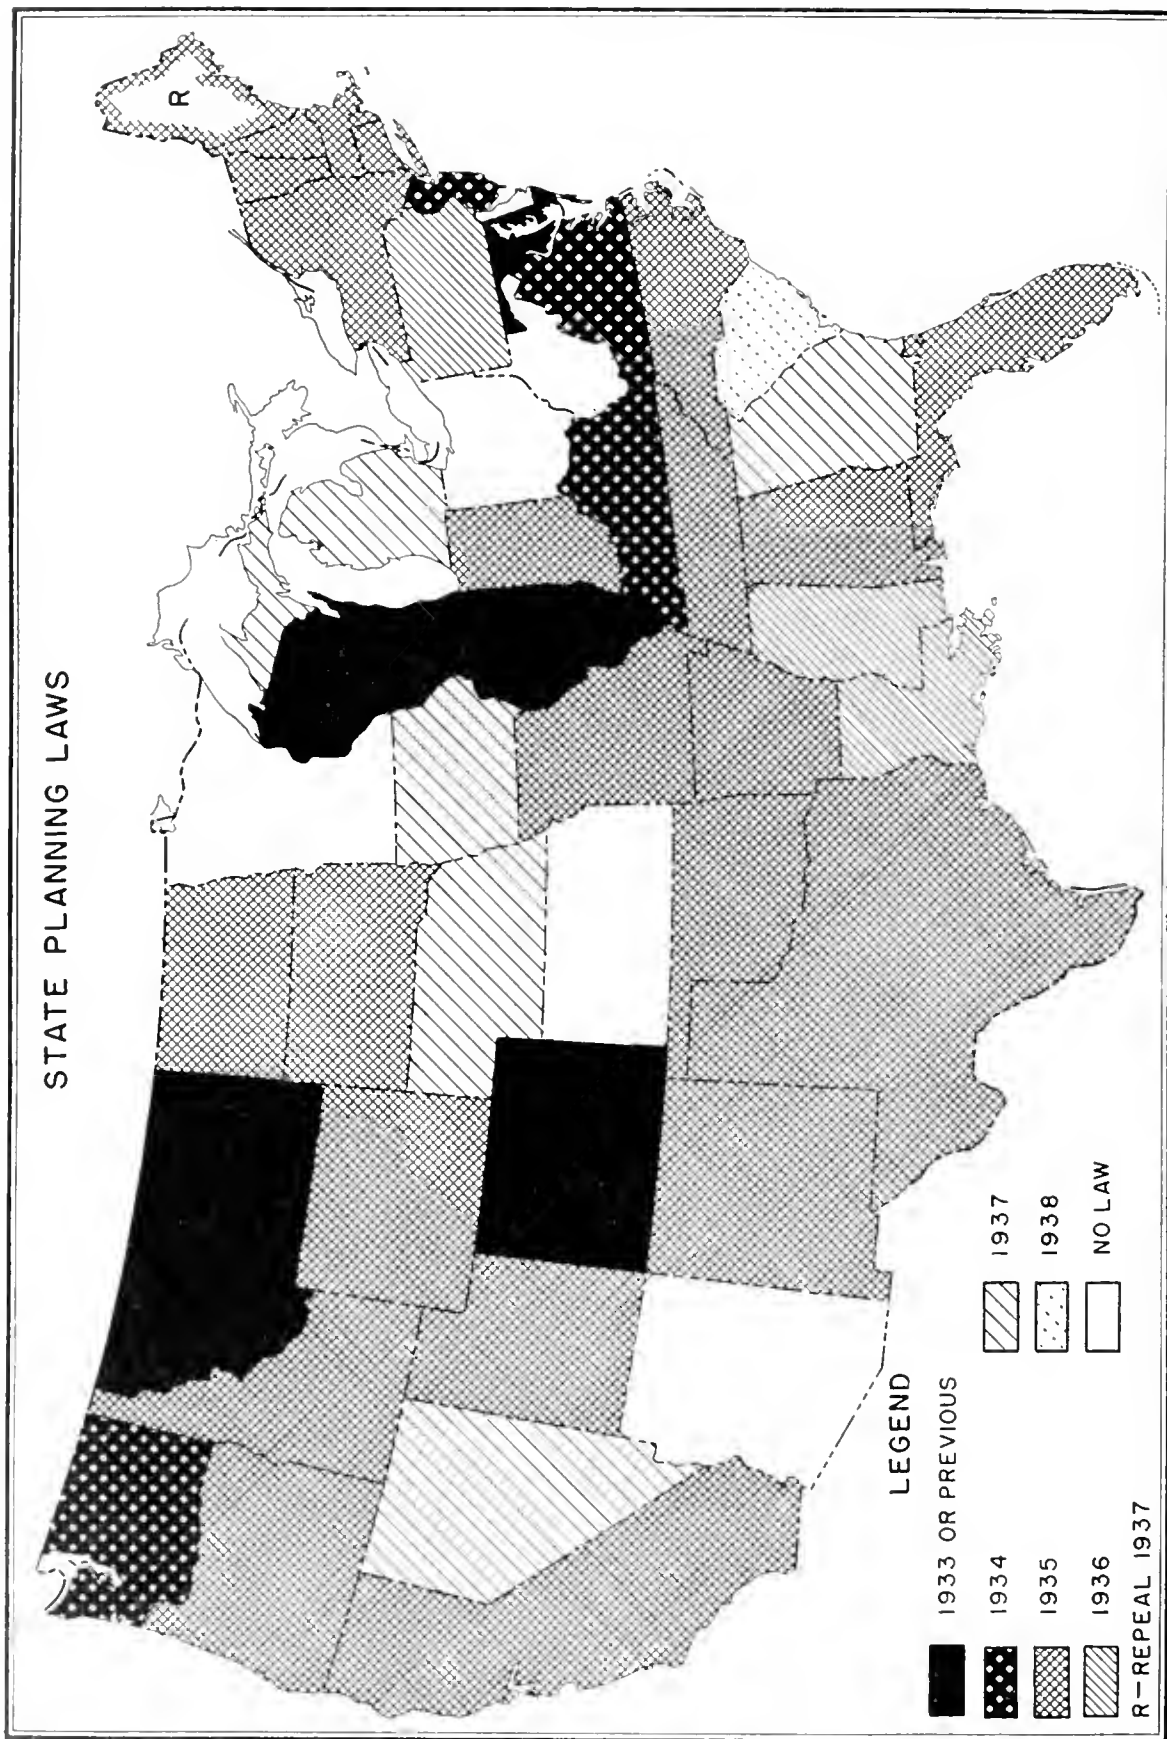 STATE PLANNING LAWS
R
LEGEND
1933 OR PREVIOUS
1934
1935
1936
1937
1938
NO LAW
R—REPEAL 1937